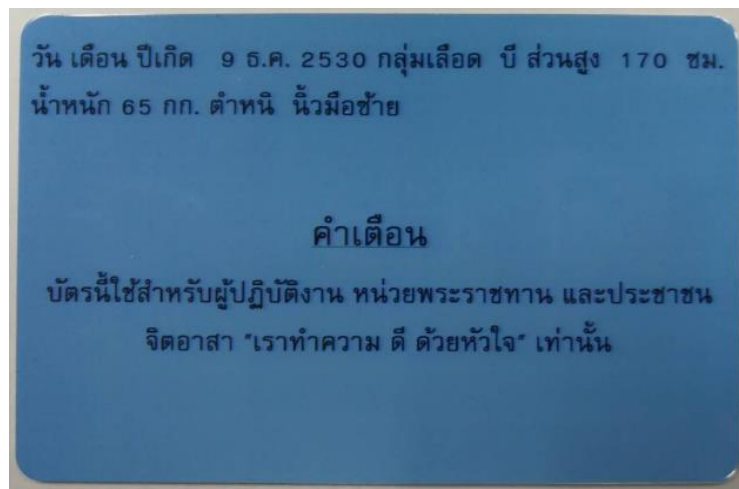 วัน เดือน ปีเกิด 9 ธ.ค. 2530 กลุ่มเลือด บี ส่วนสูง 170 ซม.
น้ำหนัก 65 กก. ตำหนิ นิ้วมือซ้าย
คำเตือน
บัตรนี้ใช้สำหรับผู้ปฏิบัติงาน หน่วยพระราชทาน และประชาชน
จิตอาสา "เราทำความ ดี ด้วยหัวใจ" เท่านั้น